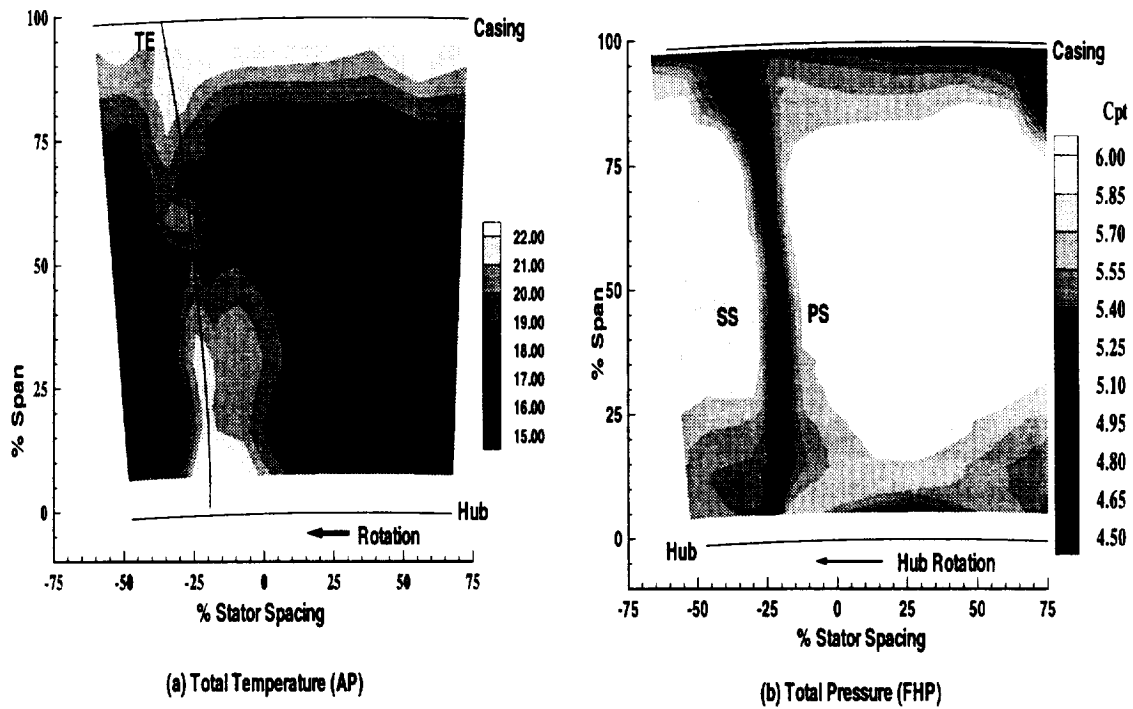 100
75
50
25
0
% Span
TE
Casing
22.00
21.00
20.00
19.00
18.00
17.00
16.00
15.00
Hub
Rotation
-75
-50
-25
0
25
50
75
% Stator Spacing
(a) Total Temperature (AP)
100
75
50
25
0
% Span
Casing
Cpt
6.00
5.85
5.70
5.55
5.40
5.25
5.10
4.95
4.80
4.65
4.50
SS
PS
Hub
Hub Rotation
-75
-50
-25
0
25
50
75
% Stator Spacing
(b) Total Pressure (FHP)